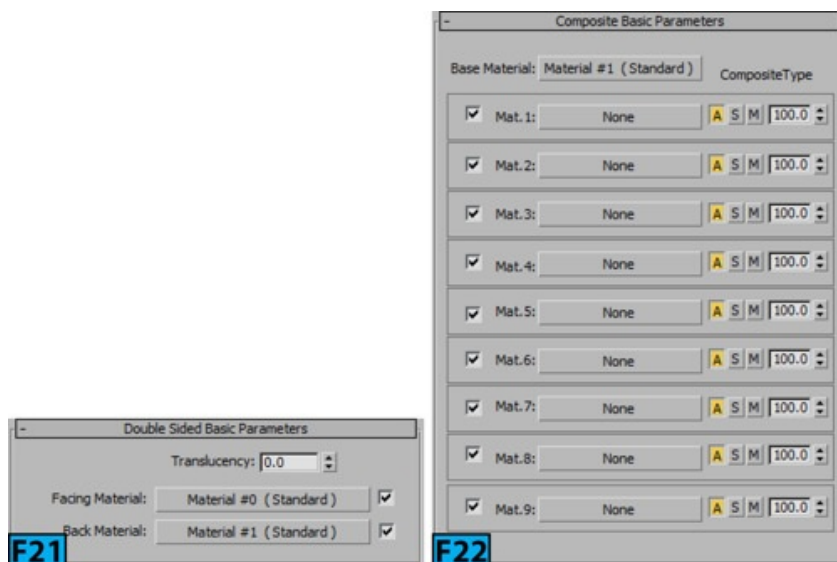 - Double Sided Basic Parameters
Translucency: 0.0
Facing Material: Material #0 (Standard)
Back Material: Material #1 (Standard)
F21
- Composite Basic Parameters
Base Material: Material #1 (Standard) CompositeType
Mat.1: None A S M 100.0
Mat.2: None A S M 100.0
Mat.3: None A S M 100.0
Mat.4: None A S M 100.0
Mat.5: None A S M 100.0
Mat.6: None A S M 100.0
Mat.7: None A S M 100.0
Mat.8: None A S M 100.0
Mat.9: None A S M 100.0
F22